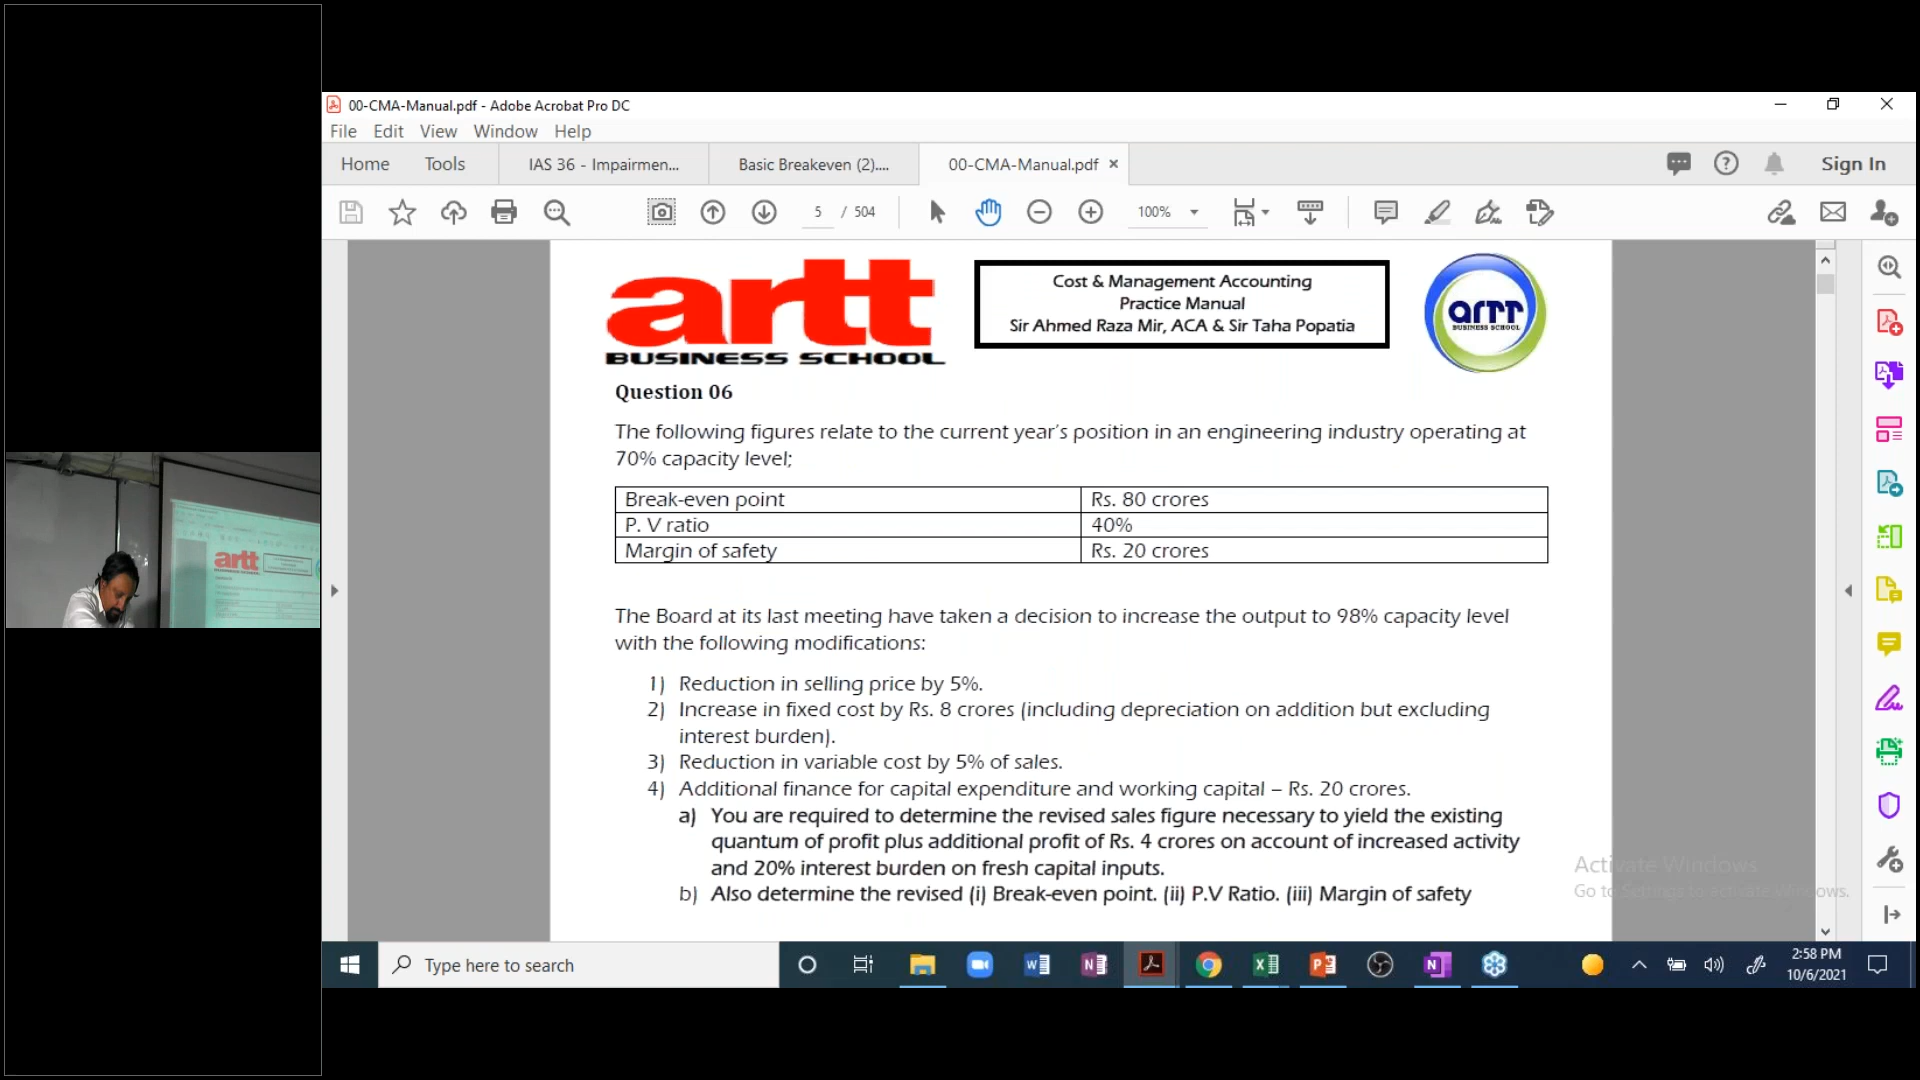 00-CMA-Manual.pdf - Adobe Acrobat Pro DC
File Edit View Window Help
Home Tools IAS 36 - Impairmen... Basic Breakeven (2).... 00-CMA-Manual.pdf × Sign In
5 / 504 100%
artt
BUSINESS SCHOOL
Cost & Management Accounting
Practice Manual
Sir Ahmed Raza Mir, ACA & Sir Taha Popatia
artt
BUSINESS SCHOOL
Question 06
The following figures relate to the current year's position in an engineering industry operating at
70% capacity level;
Break-even point Rs. 80 crores
P. V ratio 40%
Margin of safety Rs. 20 crores
The Board at its last meeting have taken a decision to increase the output to 98% capacity level
with the following modifications:
1) Reduction in selling price by 5%.
2) Increase in fixed cost by Rs. 8 crores (including depreciation on addition but excluding
interest burden).
3) Reduction in variable cost by 5% of sales.
4) Additional finance for capital expenditure and working capital – Rs. 20 crores.
a) You are required to determine the revised sales figure necessary to yield the existing
quantum of profit plus additional profit of Rs. 4 crores on account of increased activity
and 20% interest burden on fresh capital inputs.
b) Also determine the revised (i) Break-even point. (ii) P.V Ratio. (iii) Margin of safety
Activate Windows
Go to Settings to activate Windows.
Type here to search
2:58 PM
10/6/2021
artt